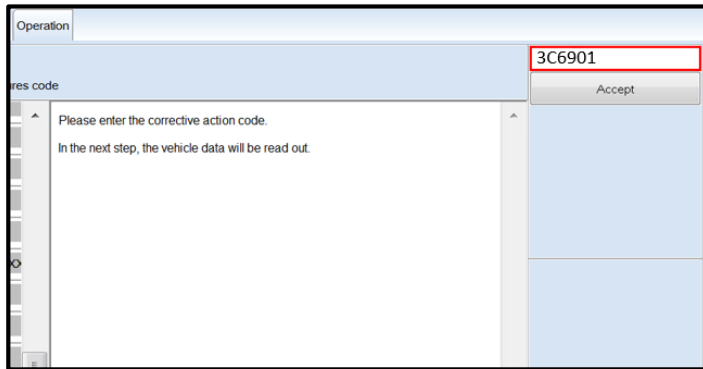 Operation
3C6901
res code
Accept
Please enter the corrective action code.
In the next step, the vehicle data will be read out.